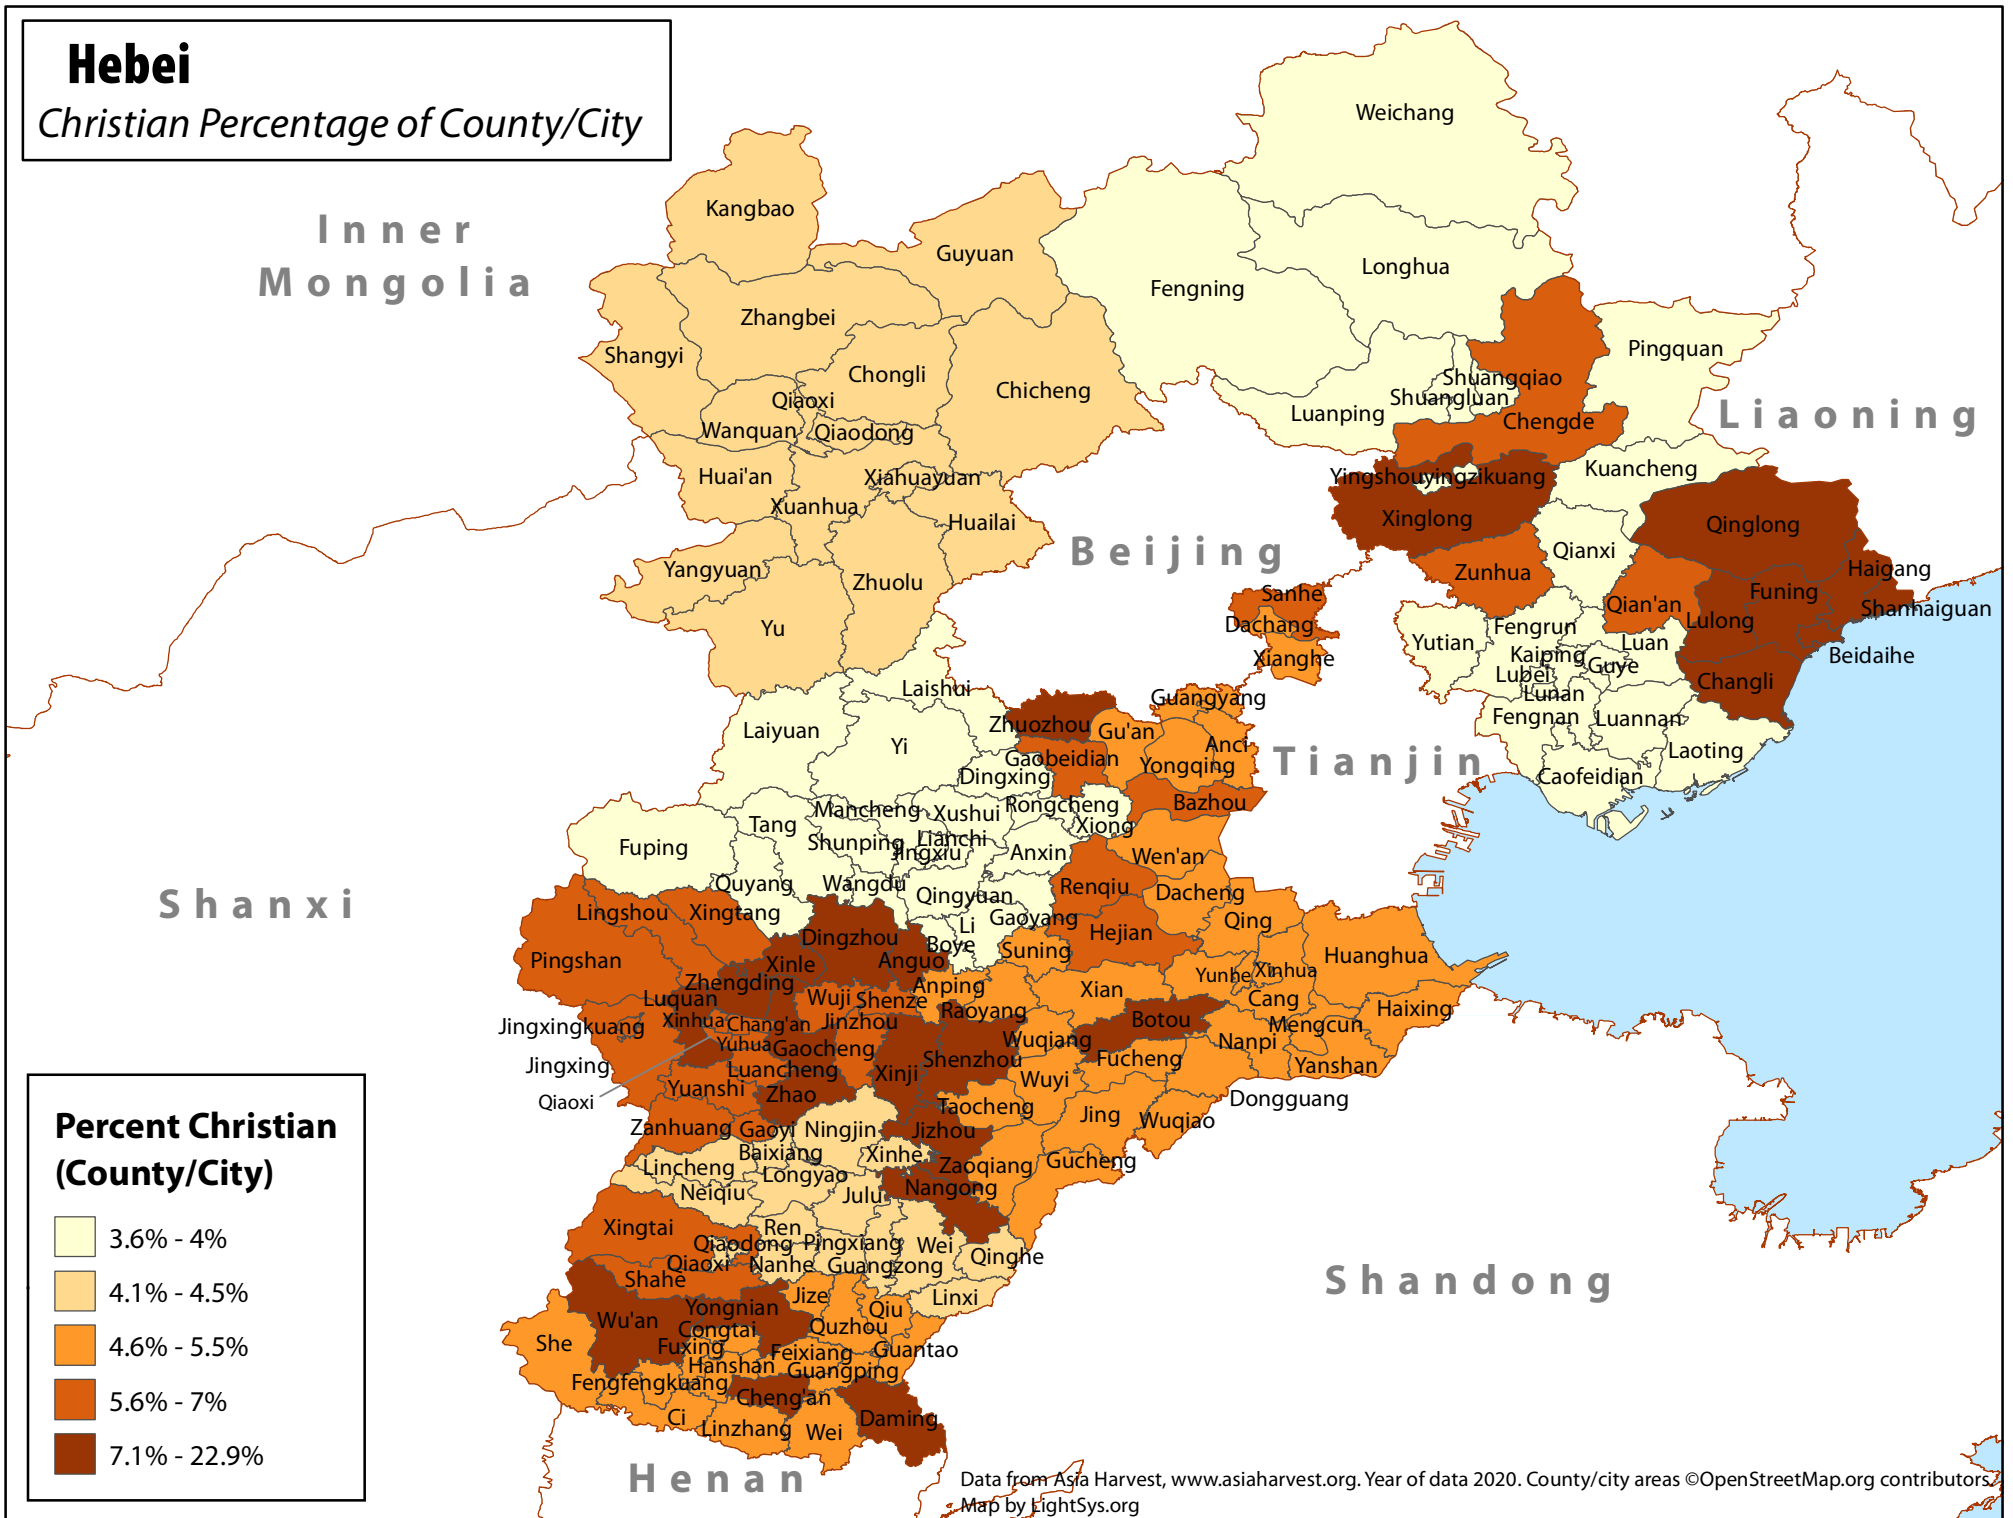 Hebei
Christian Percentage of County/City
Weichang
Kangbao
Inner
Mongolia
Guyuan
Longhua
Fengning
Zhangbei
Shangyi
Pingquan
Chongli
Shuangqiao
Chicheng
Shuangluan
Qiaoxi
Luanping
Liaoning
Chengde
Wanquan
Qiaodong
Kuancheng
Huai'an
Xiahuayuan
Yingshouyingzikuang
Xuanhua
Xinglong
Huailai
Qinglong
Beijing
Qianxi
Yangyuan
Zunhua
Haigang
Zhuolu
Funing
Sanhe
Qian'an
Shanhaiguan
Lulong
Dachang
Fengrun
Yu
Yutian
Luan
Kaiping
Beidaihe
Xianghe
Guye
Lubei
Changli
Laishui
Lunan
Guangyang
Fengnan
Luannan
Zhuozhou
Laiyuan
Gu'an
Yi
Anci
Laoting
Gaobeidian
Tianjin
Yongqing
Dingxing
Caofeidian
Bazhou
Rongcheng
Mancheng
Xushui
Tang
Xiong
Lianchi
Shunping
Fuping
Jingxiu
Anxin
Wen'an
Quyang
Wangdu
Renqiu
Dacheng
Qingyuan
Shanxi
Lingshou
Xingtang
Gaoyang
Qing
Li
Hejian
Dingzhou
Boye
Suning
Huanghua
Pingshan
Xinle
Anguo
Yunhe
Xinhua
Zhengding
Anping
Xian
Luquan
Wuji
Shenze
Cang
Haixing
Raoyang
Xinhua
Chang'an
Jinzhou
Botou
Jingxingkuang
Mengcun
Wuqiang
Nanpi
Yuhua
Gaocheng
Shenzhou
Fucheng
Jingxing
Yanshan
Luancheng
Xinji
Wuyi
Yuanshi
Zhao
Qiaoxi
Dongguang
Taocheng
Jing
Wuqiao
Zanhuang
Gaoyi
Ningjin
Jizhou
Baixiang
Xinhe
Gucheng
Lincheng
Zaoqiang
Longyao
Neiqiu
Julu
Nangong
Xingtai
Ren
Qiaodong
Pingxiang
Wei
Qinghe
Qiaoxi
Nanhe
Guangzong
Shahe
Shandong
Jize
Linxi
Yongnian
Qiu
Wu'an
Congtai
Quzhou
She
Fuxing
Feixiang
Guantao
Hanshan
Guangping
Fengfengkuang
Cheng'an
Ci
Daming
Linzhang
Wei
Henan
Percent Christian
(County/City)
3.6% - 4%
4.1% - 4.5%
4.6% - 5.5%
5.6% - 7%
7.1% - 22.9%
Data from Asia Harvest, www.asiaharvest.org. Year of data 2020. County/city areas ©OpenStreetMap.org contributors.
Map by LightSys.org